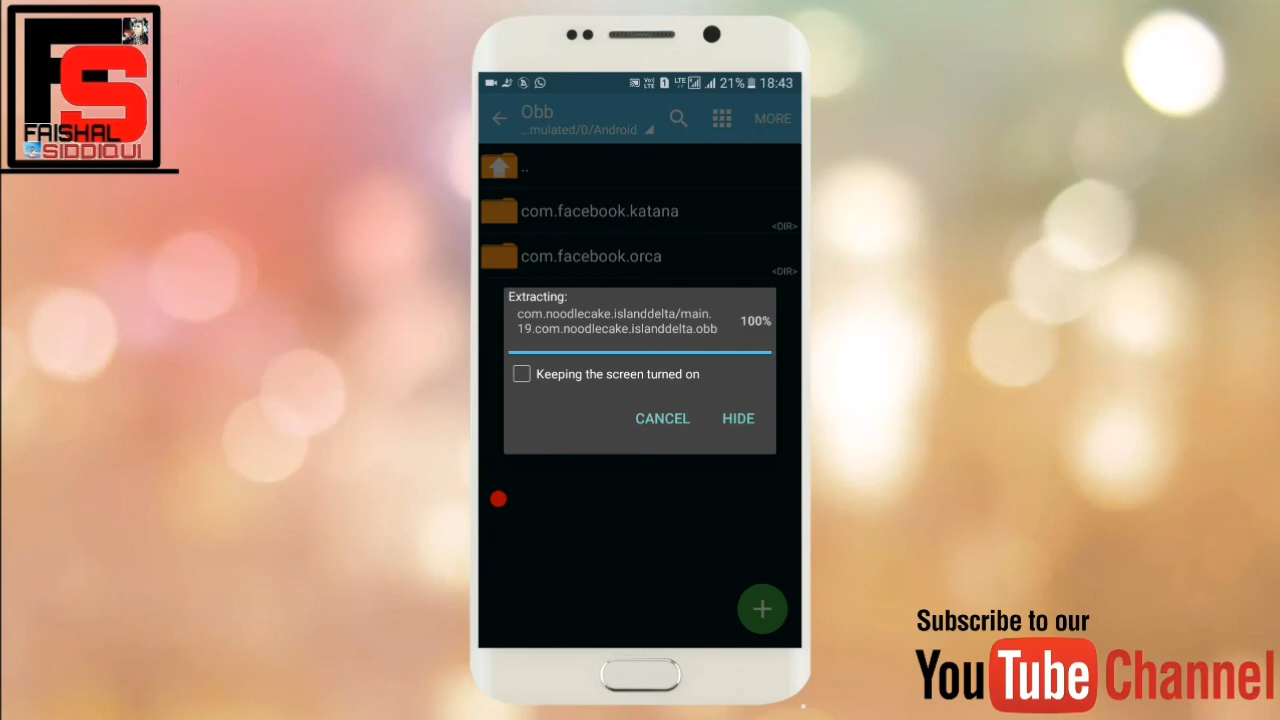 FS
FAISHAL
SIDDIQUI
21% 18:43
Obb
...mulated/0/Android
MORE
..
com.facebook.katana
<DIR>
com.facebook.orca
<DIR>
Extracting:
com.noodlecake.islanddelta/main.
19.com.noodlecake.islanddelta.obb
100%
Keeping the screen turned on
CANCEL HIDE
+
Subscribe to our
YouTube Channel